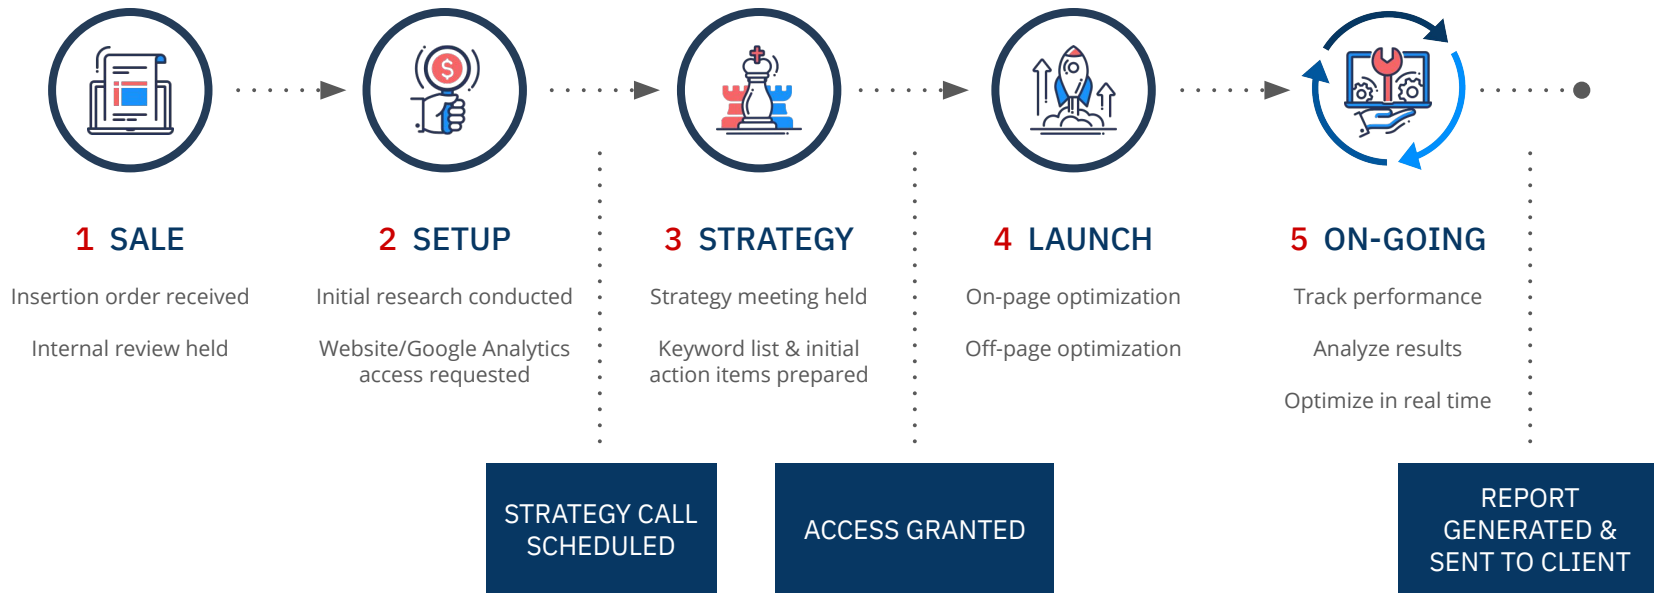 $
1 SALE
Insertion order received
Internal review held
2 SETUP
Initial research conducted
Website/Google Analytics
access requested
3 STRATEGY
Strategy meeting held
Keyword list & initial
action items prepared
4 LAUNCH
On-page optimization
Off-page optimization
5 ON-GOING
Track performance
Analyze results
Optimize in real time
STRATEGY CALL
SCHEDULED
ACCESS GRANTED
REPORT
GENERATED &
SENT TO CLIENT